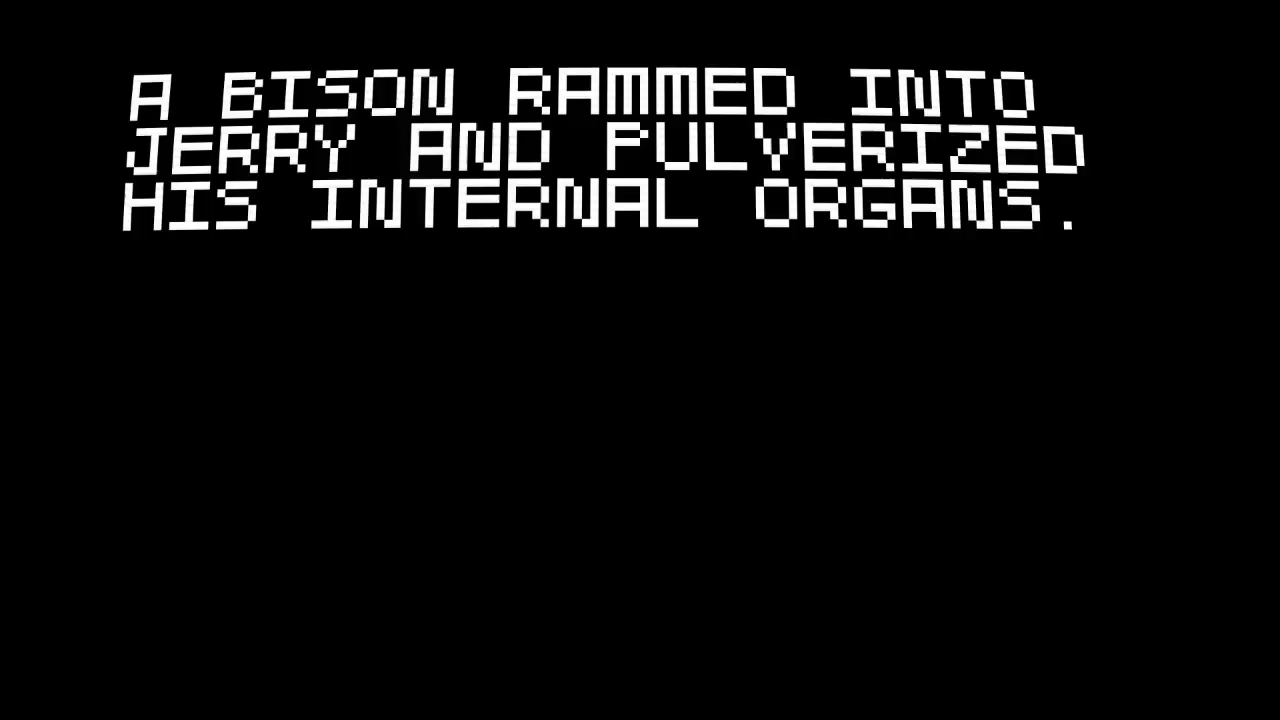 A BISON RAMMED INTO
JERRY AND PULVERIZED
HIS INTERNAL ORGANS.